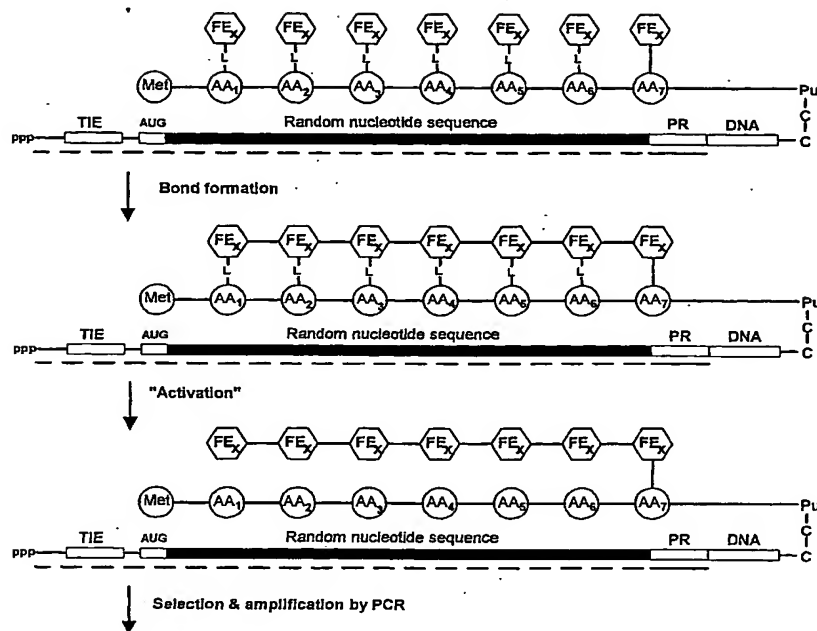 FEX FEX FEX FEX FEX FEX FEX
L L L L L L
Met AA1 AA2 AA3 AA4 AA5 AA6 AA7 Pu
C
TIE AUG Random nucleotide sequence PR DNA
ppp C
Bond formation
FEX FEX FEX FEX FEX FEX FEX
L L L L L L
Met AA1 AA2 AA3 AA4 AA5 AA6 AA7 Pu
C
TIE AUG Random nucleotide sequence PR DNA
ppp C
"Activation"
FEX FEX FEX FEX FEX FEX FEX
Met AA1 AA2 AA3 AA4 AA5 AA6 AA7 Pu
C
TIE AUG Random nucleotide sequence PR DNA
ppp C
Selection & amplification by PCR